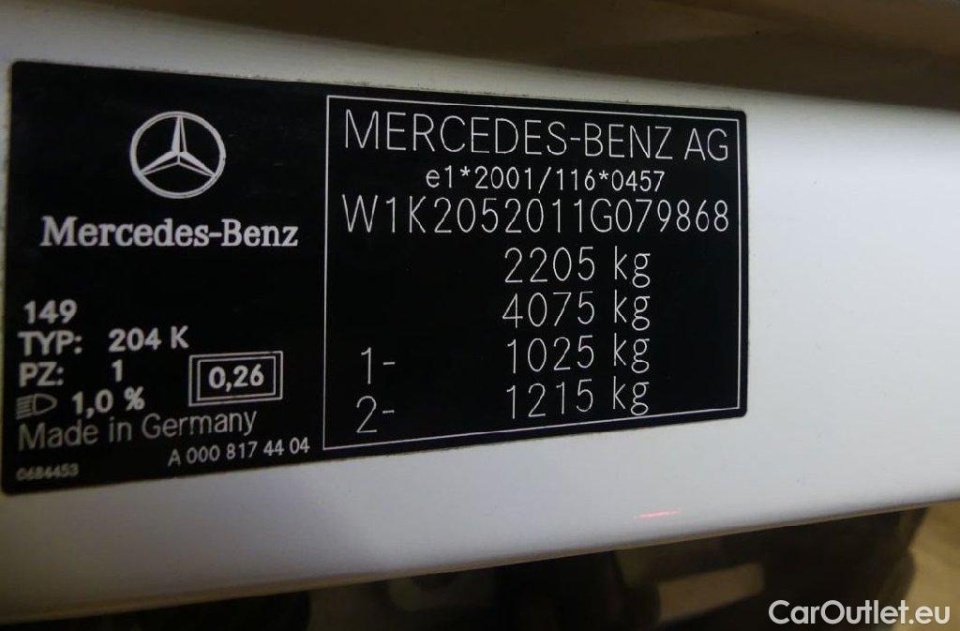 Mercedes-Benz
149
TYP: 204 K
PZ: 1
0,26
1,0 %
Made in Germany
0684453
A 000 817 44 04
MERCEDES-BENZ AG
e1*2001/116*0457
W1K2052011G079868
2205 kg
4075 kg
1- 1025 kg
2- 1215 kg
CarOutlet.eu